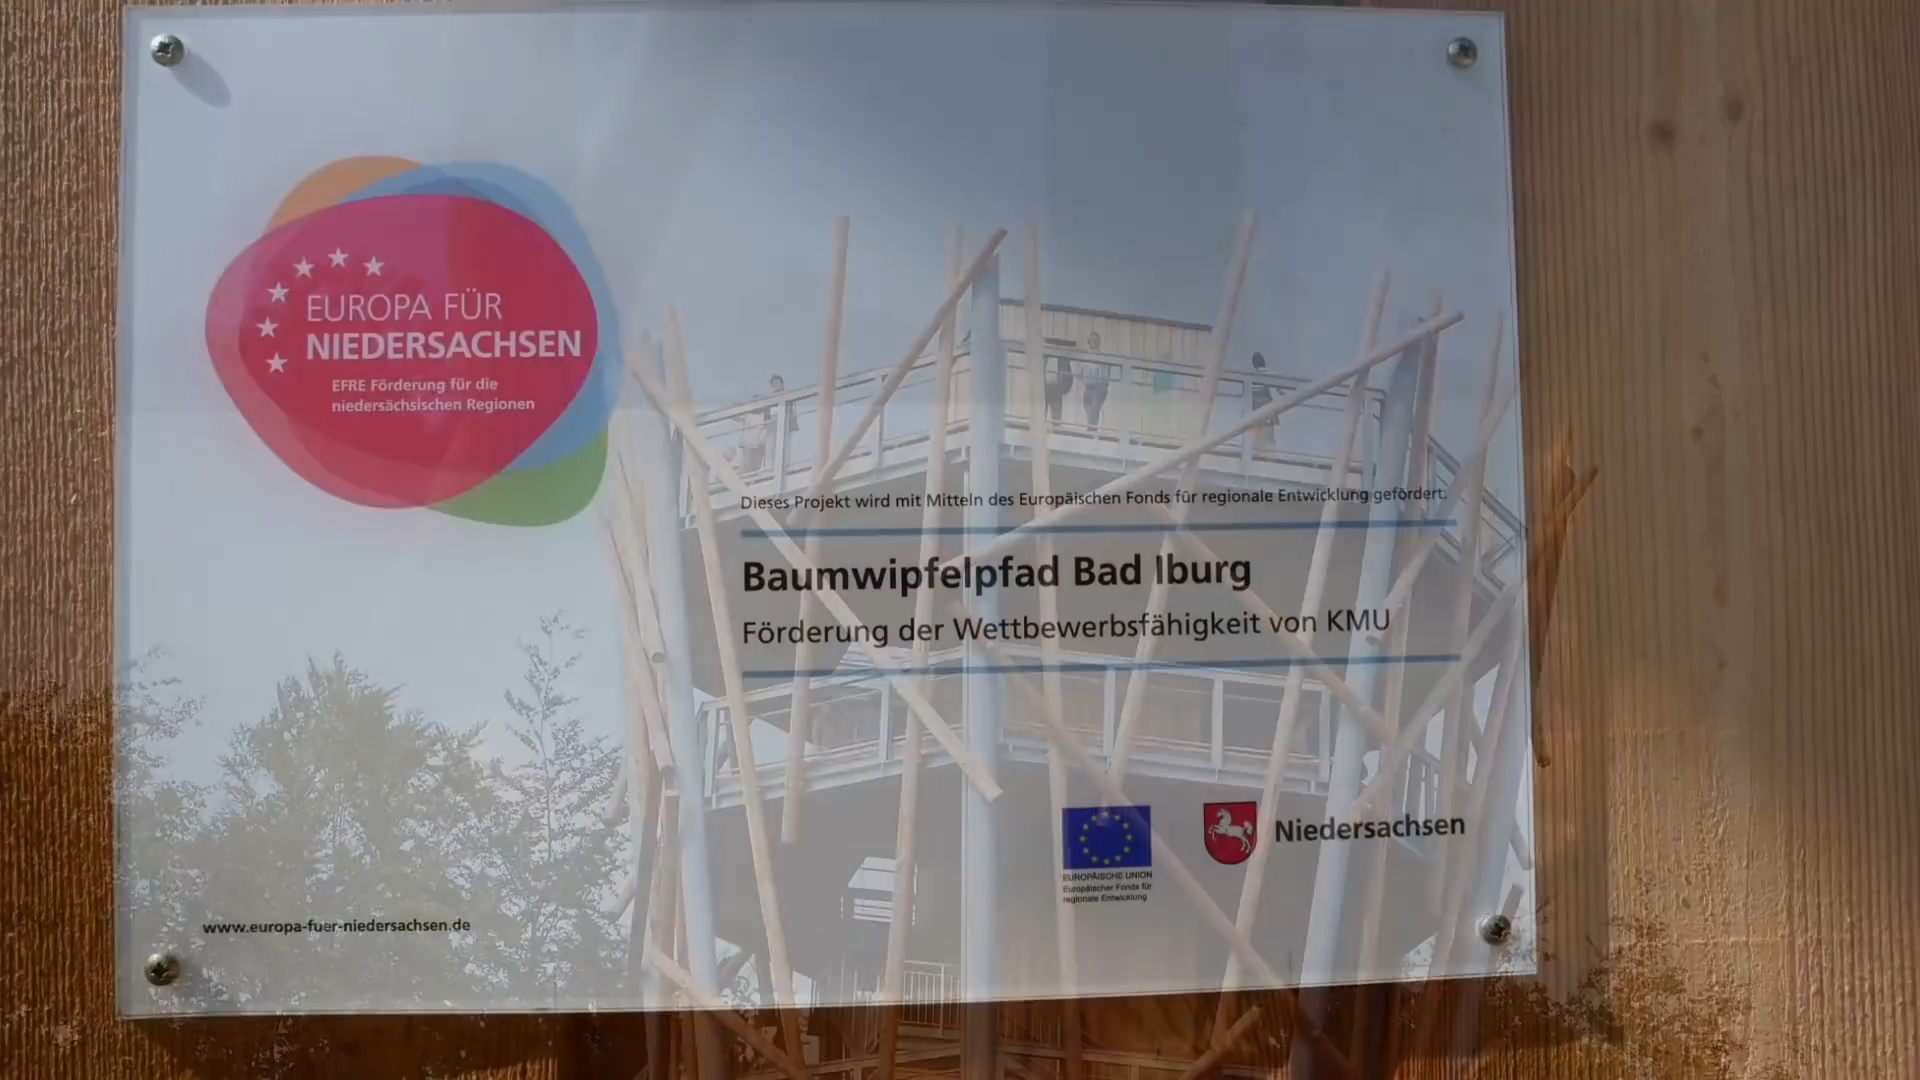 EUROPA FÜR
NIEDERSACHSEN
EFRE Förderung für die
niedersächsischen Regionen
Dieses Projekt wird mit Mitteln des Europäischen Fonds für regionale Entwicklung gefördert.
Baumwipfelpfad Bad Iburg
Förderung der Wettbewerbsfähigkeit von KMU
EUROPÄISCHE UNION
Europäischer Fonds für
regionale Entwicklung
Niedersachsen
www.europa-fuer-niedersachsen.de